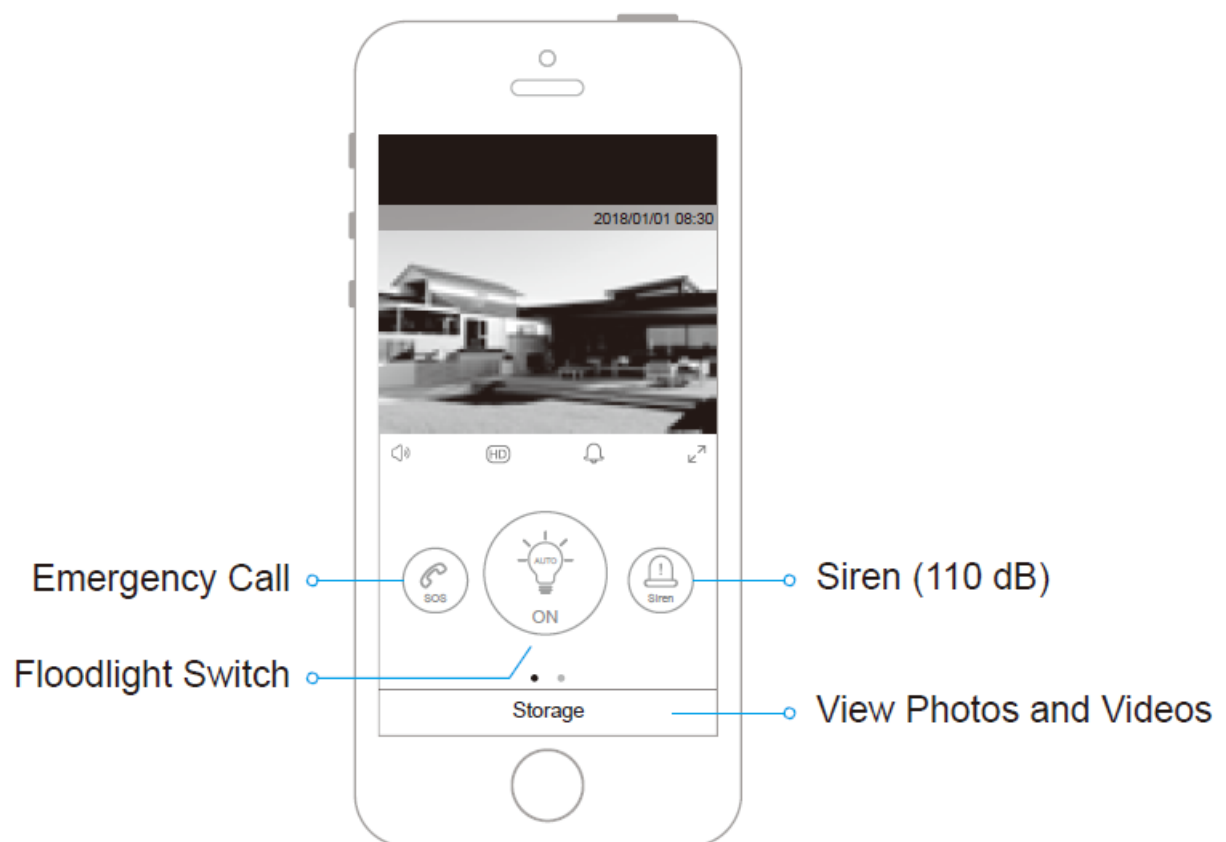 2018/01/01 08:30
HD
AUTO
ON
SOS
!
Siren
Emergency Call
Siren (110 dB)
Floodlight Switch
Storage
View Photos and Videos